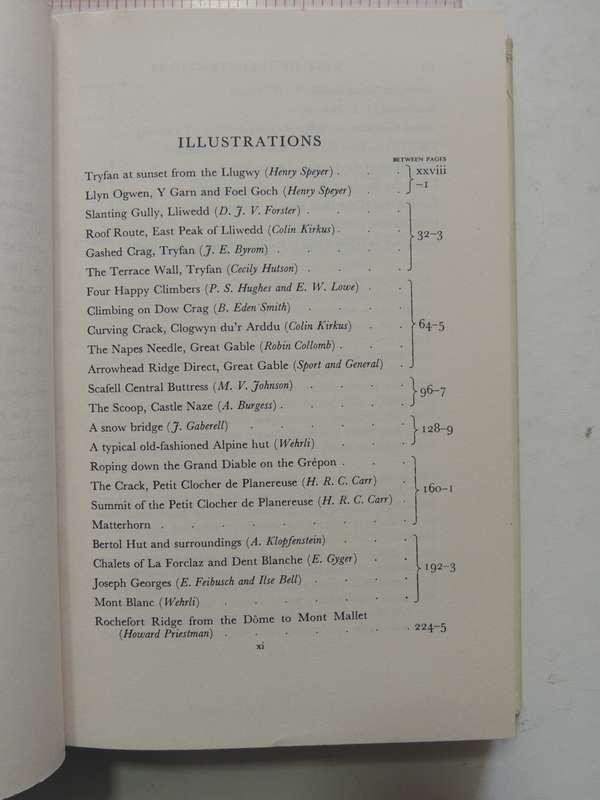 ILLUSTRATIONS
BETWEEN PAGES
Tryfan at sunset from the Llugwy (Henry Speyer) . . . xxviii
Llyn Ogwen, Y Garn and Foel Goch (Henry Speyer) . . –1
Slanting Gully, Lliwedd (D. J. V. Forster) . . . .
Roof Route, East Peak of Lliwedd (Colin Kirkus) . . .
Gashed Crag, Tryfan (J. E. Byrom) . . . . . 32–3
The Terrace Wall, Tryfan (Cecily Hutson) . . . .
Four Happy Climbers (P. S. Hughes and E. W. Lowe) . .
Climbing on Dow Crag (B. Eden Smith) . . . .
Curving Crack, Clogwyn du'r Arddu (Colin Kirkus) . . 64–5
The Napes Needle, Great Gable (Robin Collomb) . . .
Arrowhead Ridge Direct, Great Gable (Sport and General) .
Scafell Central Buttress (M. V. Johnson) . . . . 96–7
The Scoop, Castle Naze (A. Burgess) . . . . .
A snow bridge (J. Gaberell) . . . . . 128–9
A typical old-fashioned Alpine hut (Wehrli) . . .
Roping down the Grand Diable on the Grépon . . .
The Crack, Petit Clocher de Planereuse (H. R. C. Carr) . 160–1
Summit of the Petit Clocher de Planereuse (H. R. C. Carr) .
Matterhorn . . . . . . . .
Bertol Hut and surroundings (A. Klopfenstein) . . .
Chalets of La Forclaz and Dent Blanche (E. Gyger) . . 192–3
Joseph Georges (E. Feibusch and Ilse Bell) . . . .
Mont Blanc (Wehrli) . . . . . . .
Rochefort Ridge from the Dôme to Mont Mallet
(Howard Priestman) . . . . . . . 224–5
xi